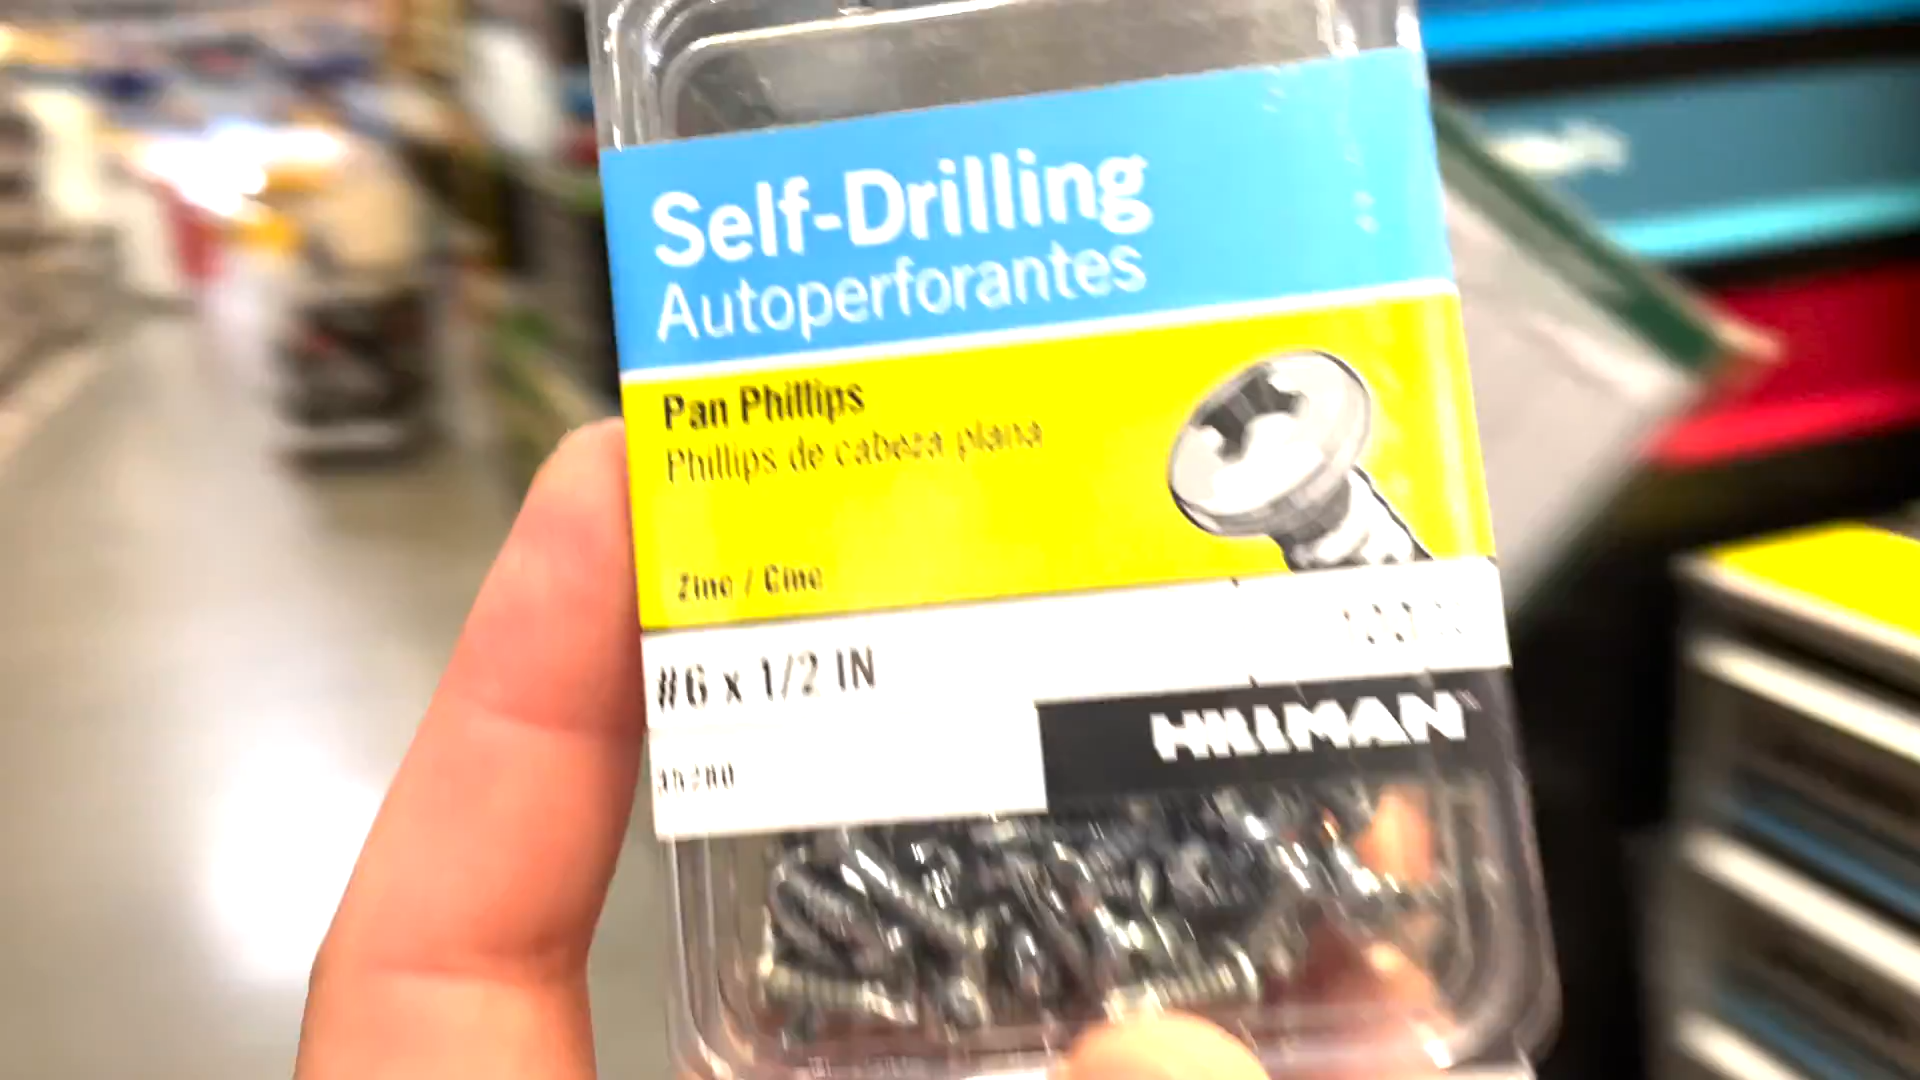 Self-Drilling
Autoperforantes
Pan Phillips
Phillips de cabeza plana
Zinc / Cinc
#6 x 1/2 IN
HILLMAN